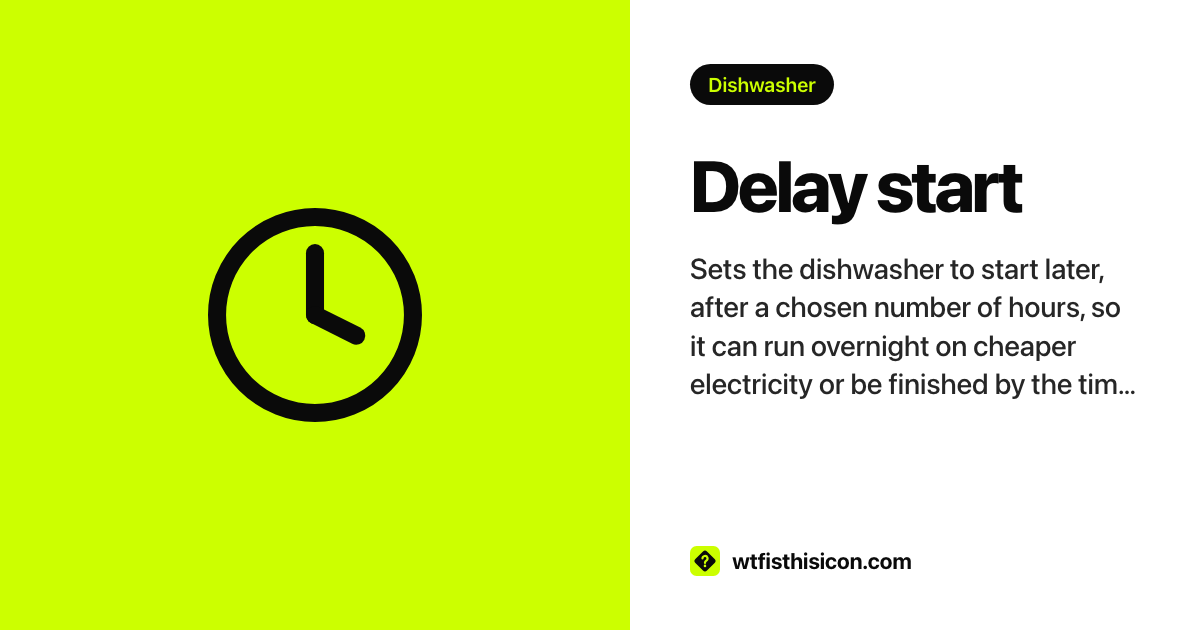 Dishwasher
Delay start
Sets the dishwasher to start later,
after a chosen number of hours, so
it can run overnight on cheaper
electricity or be finished by the tim...
?
wtfisthisicon.com